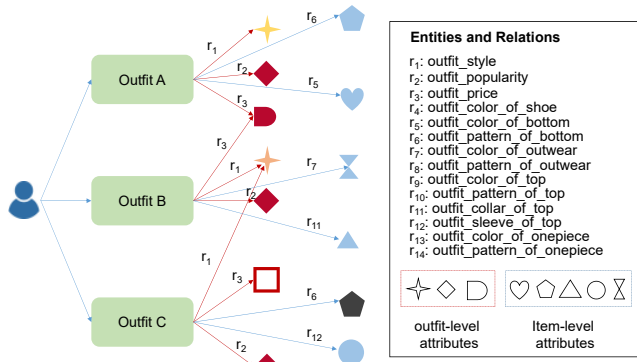 Outfit A
Outfit B
Outfit C
r1
r6
r2
r5
r3
r3
r1
r7
r2
r11
r1
r3
r6
r12
r2
Entities and Relations
r1: outfit_style
r2: outfit_popularity
r3: outfit_price
r4: outfit_color_of_shoe
r5: outfit_color_of_bottom
r6: outfit_pattern_of_bottom
r7: outfit_color_of_outwear
r8: outfit_pattern_of_outwear
r9: outfit_color_of_top
r10: outfit_pattern_of_top
r11: outfit_collar_of_top
r12: outfit_sleeve_of_top
r13: outfit_color_of_onepiece
r14: outfit_pattern_of_onepiece
outfit-level
attributes
Item-level
attributes